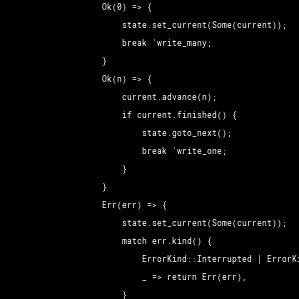 Ok(0) => {
state.set_current(Some(current));
break 'write_many;
}
Ok(n) => {
current.advance(n);
if current.finished() {
state.goto_next();
break 'write_one;
}
}
Err(err) => {
state.set_current(Some(current));
match err.kind() {
ErrorKind::Interrupted | ErrorKi
_ => return Err(err),
}